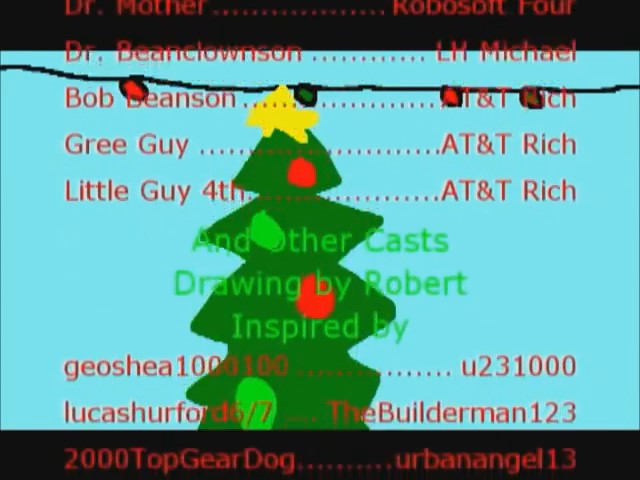 Dr. Mother.................. Robosoft Four
Dr. Beanclownson ............ LH Michael
Bob Beanson......................AT&T Rich
Gree Guy .........................AT&T Rich
Little Guy 4th....................AT&T Rich
And Other Casts
Drawing by Robert
Inspired by
geoshea1000100 ................ u231000
lucashurford6/7 .... TheBuilderman123
2000TopGearDog..........urbanangel13